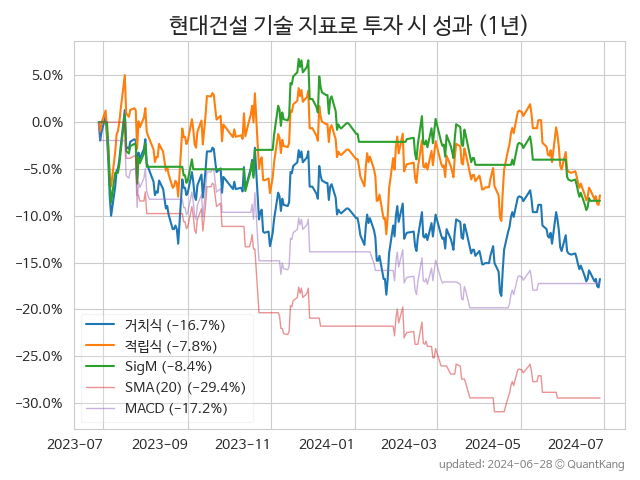 현대건설 기술 지표로 투자 시 성과 (1년)
5.0%
0.0%
−5.0%
−10.0%
−15.0%
−20.0%
−25.0%
−30.0%
거치식 (−16.7%)
적립식 (−7.8%)
SigM (−8.4%)
SMA(20) (−29.4%)
MACD (−17.2%)
2023-07 2023-09 2023-11 2024-01 2024-03 2024-05 2024-07
updated: 2024-06-28 © QuantKang